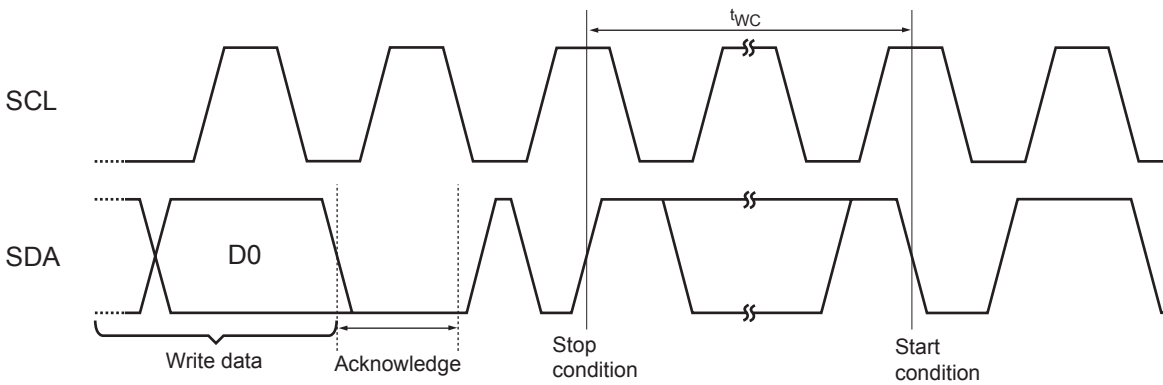 tWC
SCL
SDA
D0
Write data
Acknowledge
Stop
condition
Start
condition